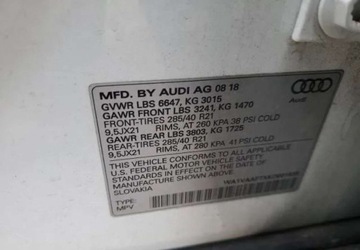 MFD. BY AUDI AG 08 18
GVWR LBS 6647, KG 3015
GAWR FRONT LBS 3241, KG 1470
FRONT-TIRES 285/40 R21
9,5JX21 RIMS, AT 260 KPA 38 PSI COLD
GAWR REAR LBS 3803, KG 1725
REAR-TIRES 285/40 R21
9,5JX21 RIMS, AT 280 KPA 41 PSI COLD
Audi
THIS VEHICLE CONFORMS TO ALL APPLICABLE
U.S. FEDERAL MOTOR VEHICLE SAFETY
STANDARDS IN EFFECT ON THE DATE OF
MANUFACTURE SHOWN ABOVE
SLOVAKIA
TYPE:
MPV